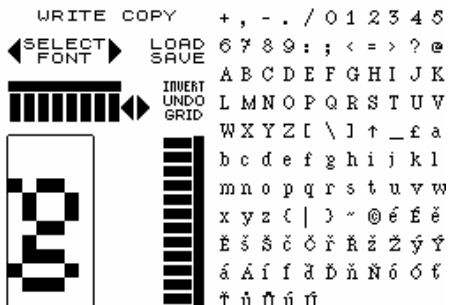 WRITE COPY
SELECT FONT
LOAD SAVE
INVERT
UNDO
GRID
g
+ , - . / 0 1 2 3 4 5
6 7 8 9 : ; < = > ? @
A B C D E F G H I J K
L M N O P Q R S T U V
W X Y Z [ \ ] ↑ _ £ a
b c d e f g h i j k l
m n o p q r s t u v w
x y z { | } ~ © é É ě
Ě š Š č Č ř Ř ž Ž ý Ý
á Á í Í ď Ď ň Ň ó Ó ť
Ť ů Ů ú Ú